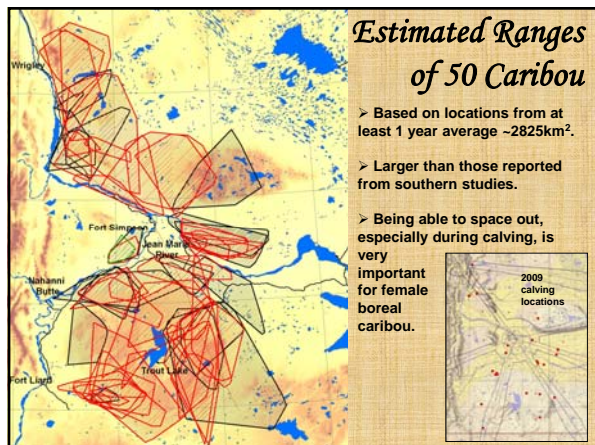 Estimated Ranges
of 50 Caribou
➢ Based on locations from at
least 1 year average ~2825km².
➢ Larger than those reported
from southern studies.
➢ Being able to space out,
especially during calving, is
very
important
for female
boreal
caribou.
2009
calving
locations
Wrigley
Fort Simpson
Jean Marie
River
Nahanni
Butte
Trout Lake
Fort Liard